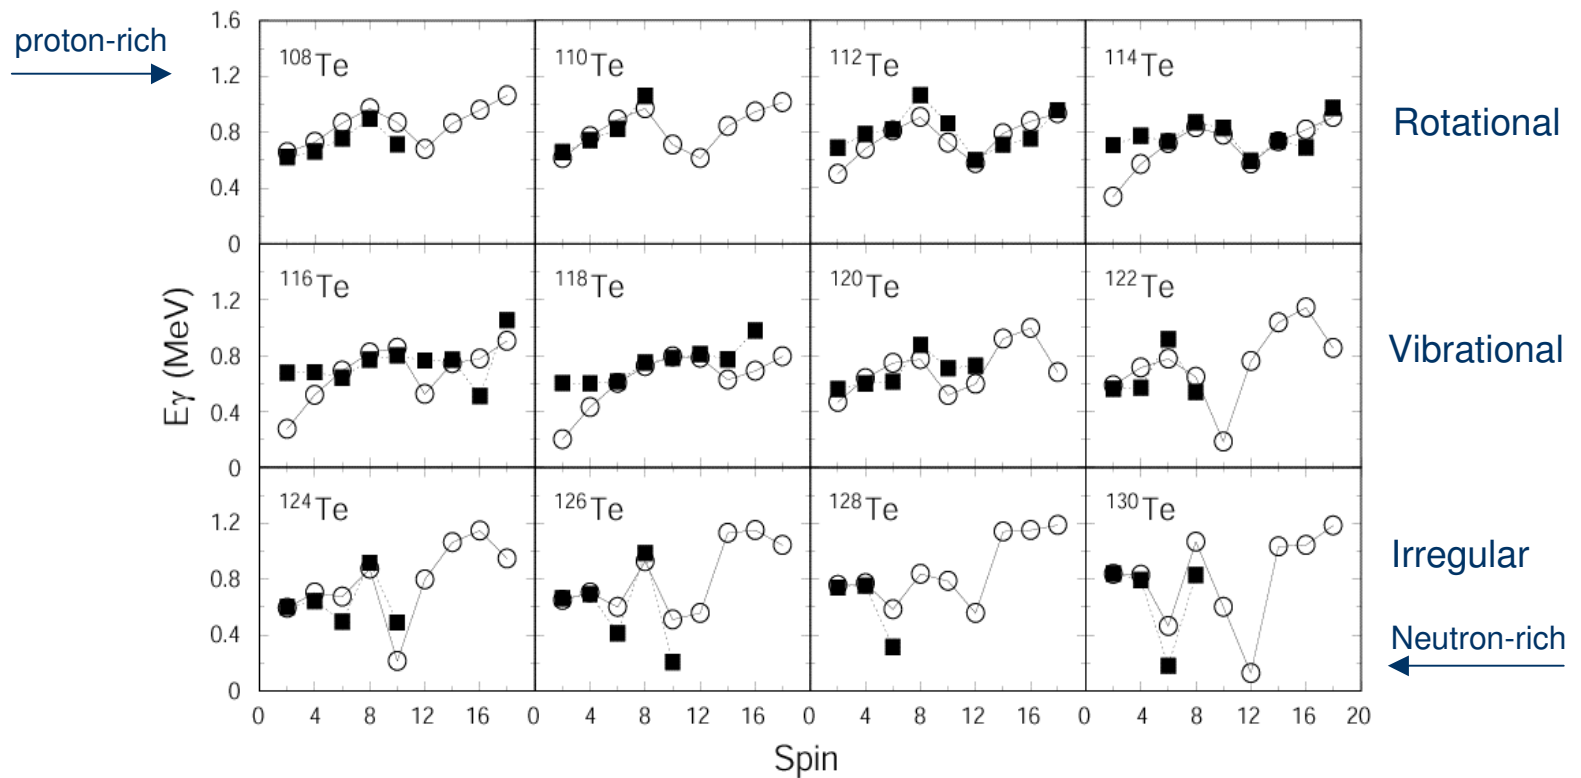 proton-rich
1.6
1.2
0.8
0.4
0
108Te
110Te
112Te
114Te
Rotational
Eγ (MeV)
1.2
0.8
0.4
0
116Te
118Te
120Te
122Te
Vibrational
1.2
0.8
0.4
0
124Te
126Te
128Te
130Te
Irregular
Neutron-rich
0 4 8 12 16 0 4 8 12 16 0 4 8 12 16 0 4 8 12 16 20
Spin